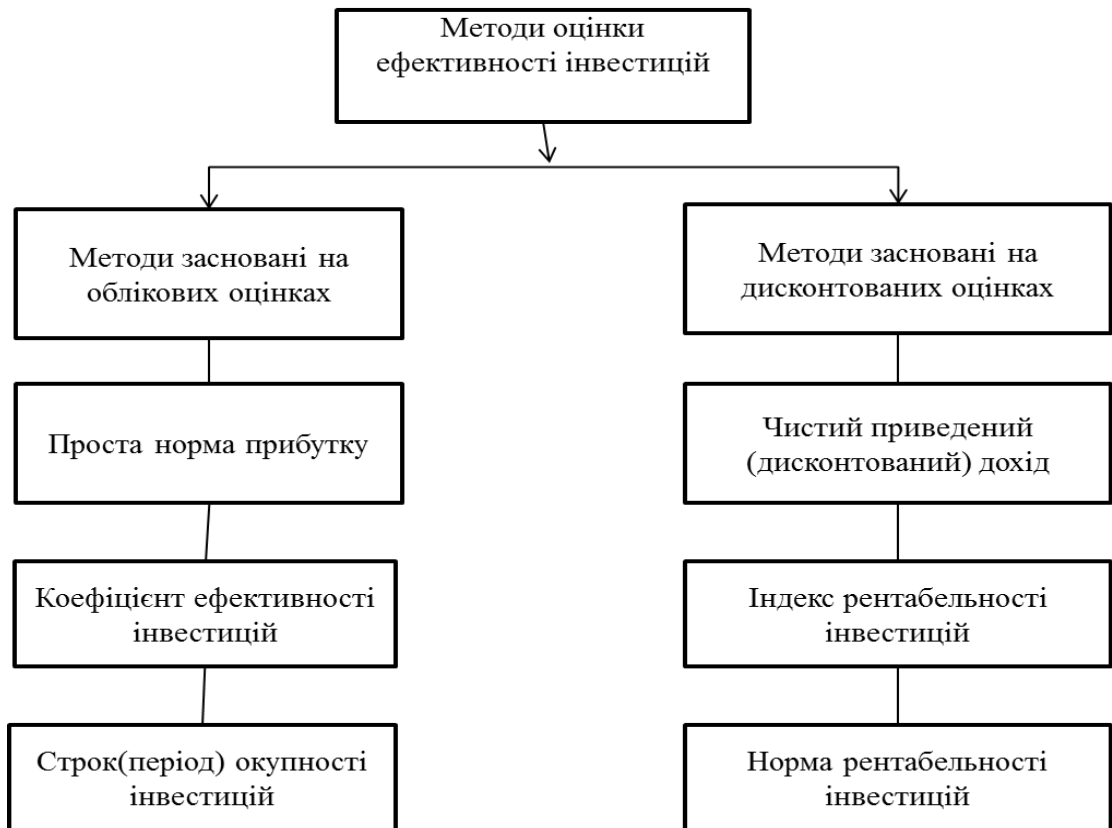 Методи оцінки
ефективності інвестицій
Методи засновані на
облікових оцінках
Методи засновані на
дисконтованих оцінках
Проста норма прибутку
Чистий приведений
(дисконтований) дохід
Коефіцієнт ефективності
інвестицій
Індекс рентабельності
інвестицій
Строк(період) окупності
інвестицій
Норма рентабельності
інвестицій